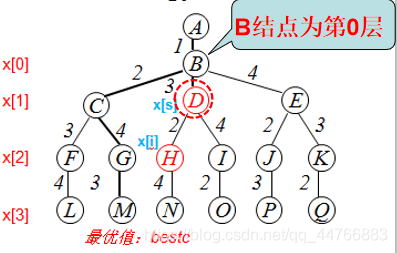 A
B结点为第0层
1
x[0]
B
2
3
4
x[1]
C
x[s]
D
E
3
4
x[i]
2
4
2
3
x[2]
F
G
H
I
J
K
4
3
4
2
3
2
x[3]
L
M
N
O
P
Q
最优值：bestc
https://blog.csdn.net/qq_44766883